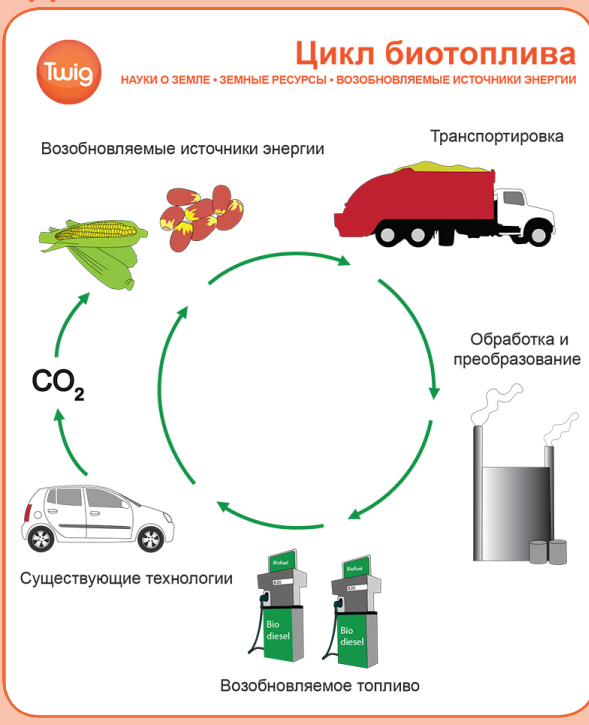 Twig
Цикл биотоплива
НАУКИ О ЗЕМЛЕ • ЗЕМНЫЕ РЕСУРСЫ • ВОЗОБНОВЛЯЕМЫЕ ИСТОЧНИКИ ЭНЕРГИИ
Возобновляемые источники энергии
Транспортировка
Обработка и
преобразование
CO₂
Существующие технологии
Biofuel
Bio
diesel
Biofuel
Bio
diesel
Возобновляемое топливо